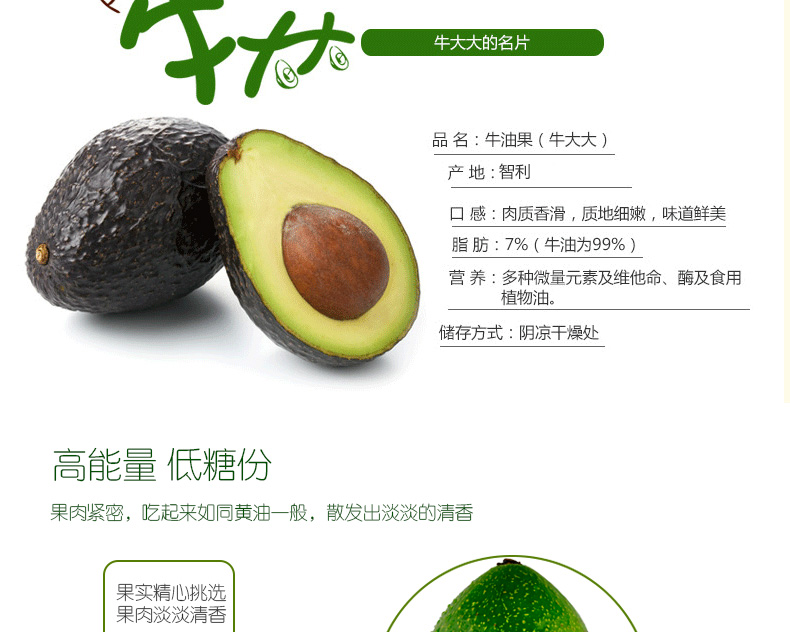 牛大大
牛大大的名片
品 名：牛油果（牛大大）
产 地：智利
口 感：肉质香滑，质地细嫩，味道鲜美
脂 肪：7%（牛油为99%）
营 养：多种微量元素及维他命、酶及食用
植物油。
储存方式：阴凉干燥处
高能量 低糖份
果肉紧密，吃起来如同黄油一般，散发出淡淡的清香
果实精心挑选
果肉淡淡清香